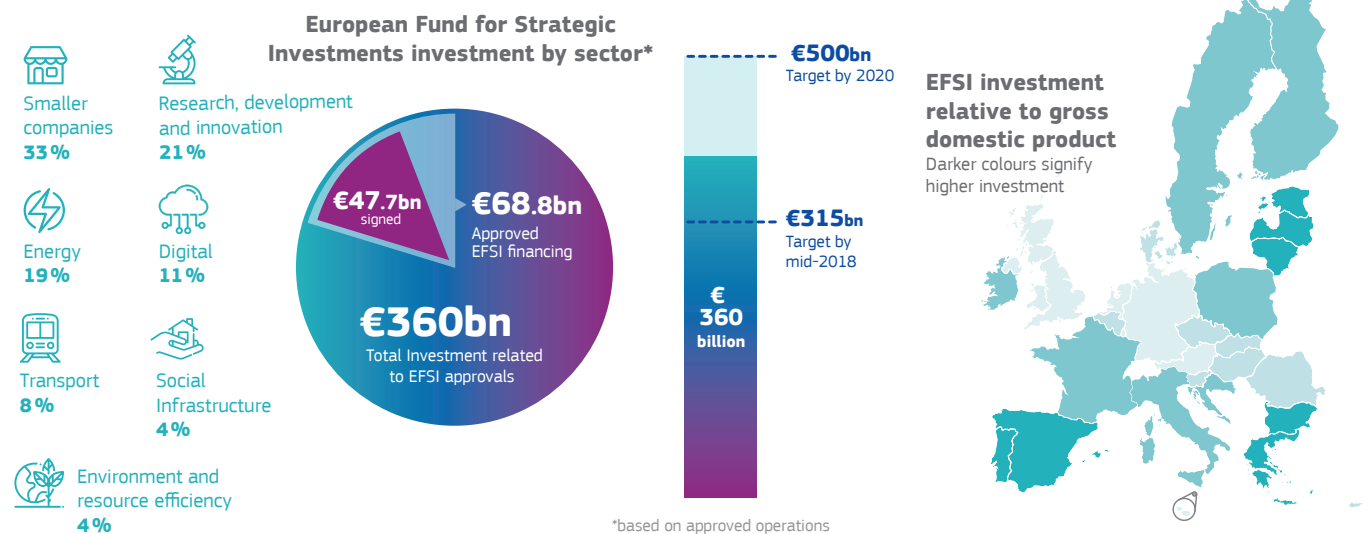 European Fund for Strategic
Investments investment by sector*
Smaller
companies
33%
Research, development
and innovation
21%
Energy
19%
Digital
11%
Transport
8%
Social
Infrastructure
4%
Environment and
resource efficiency
4%
€47.7bn
signed
€68.8bn
Approved
EFSI financing
€360bn
Total Investment related
to EFSI approvals
€500bn
Target by 2020
€315bn
Target by
mid-2018
€
360
billion
*based on approved operations
EFSI investment
relative to gross
domestic product
Darker colours signify
higher investment